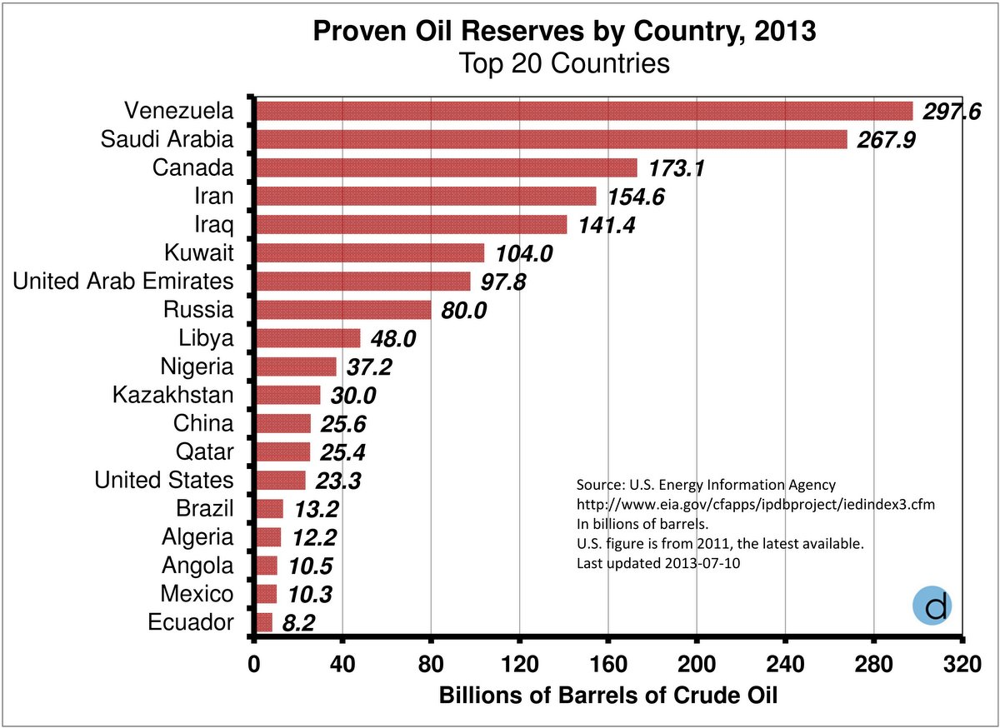 Proven Oil Reserves by Country, 2013
Top 20 Countries
Venezuela 297.6
Saudi Arabia 267.9
Canada 173.1
Iran 154.6
Iraq 141.4
Kuwait 104.0
United Arab Emirates 97.8
Russia 80.0
Libya 48.0
Nigeria 37.2
Kazakhstan 30.0
China 25.6
Qatar 25.4
United States 23.3
Brazil 13.2
Algeria 12.2
Angola 10.5
Mexico 10.3
Ecuador 8.2
Source: U.S. Energy Information Agency
http://www.eia.gov/cfapps/ipdbproject/iedindex3.cfm
In billions of barrels.
U.S. figure is from 2011, the latest available.
Last updated 2013-07-10
d
0 40 80 120 160 200 240 280 320
Billions of Barrels of Crude Oil